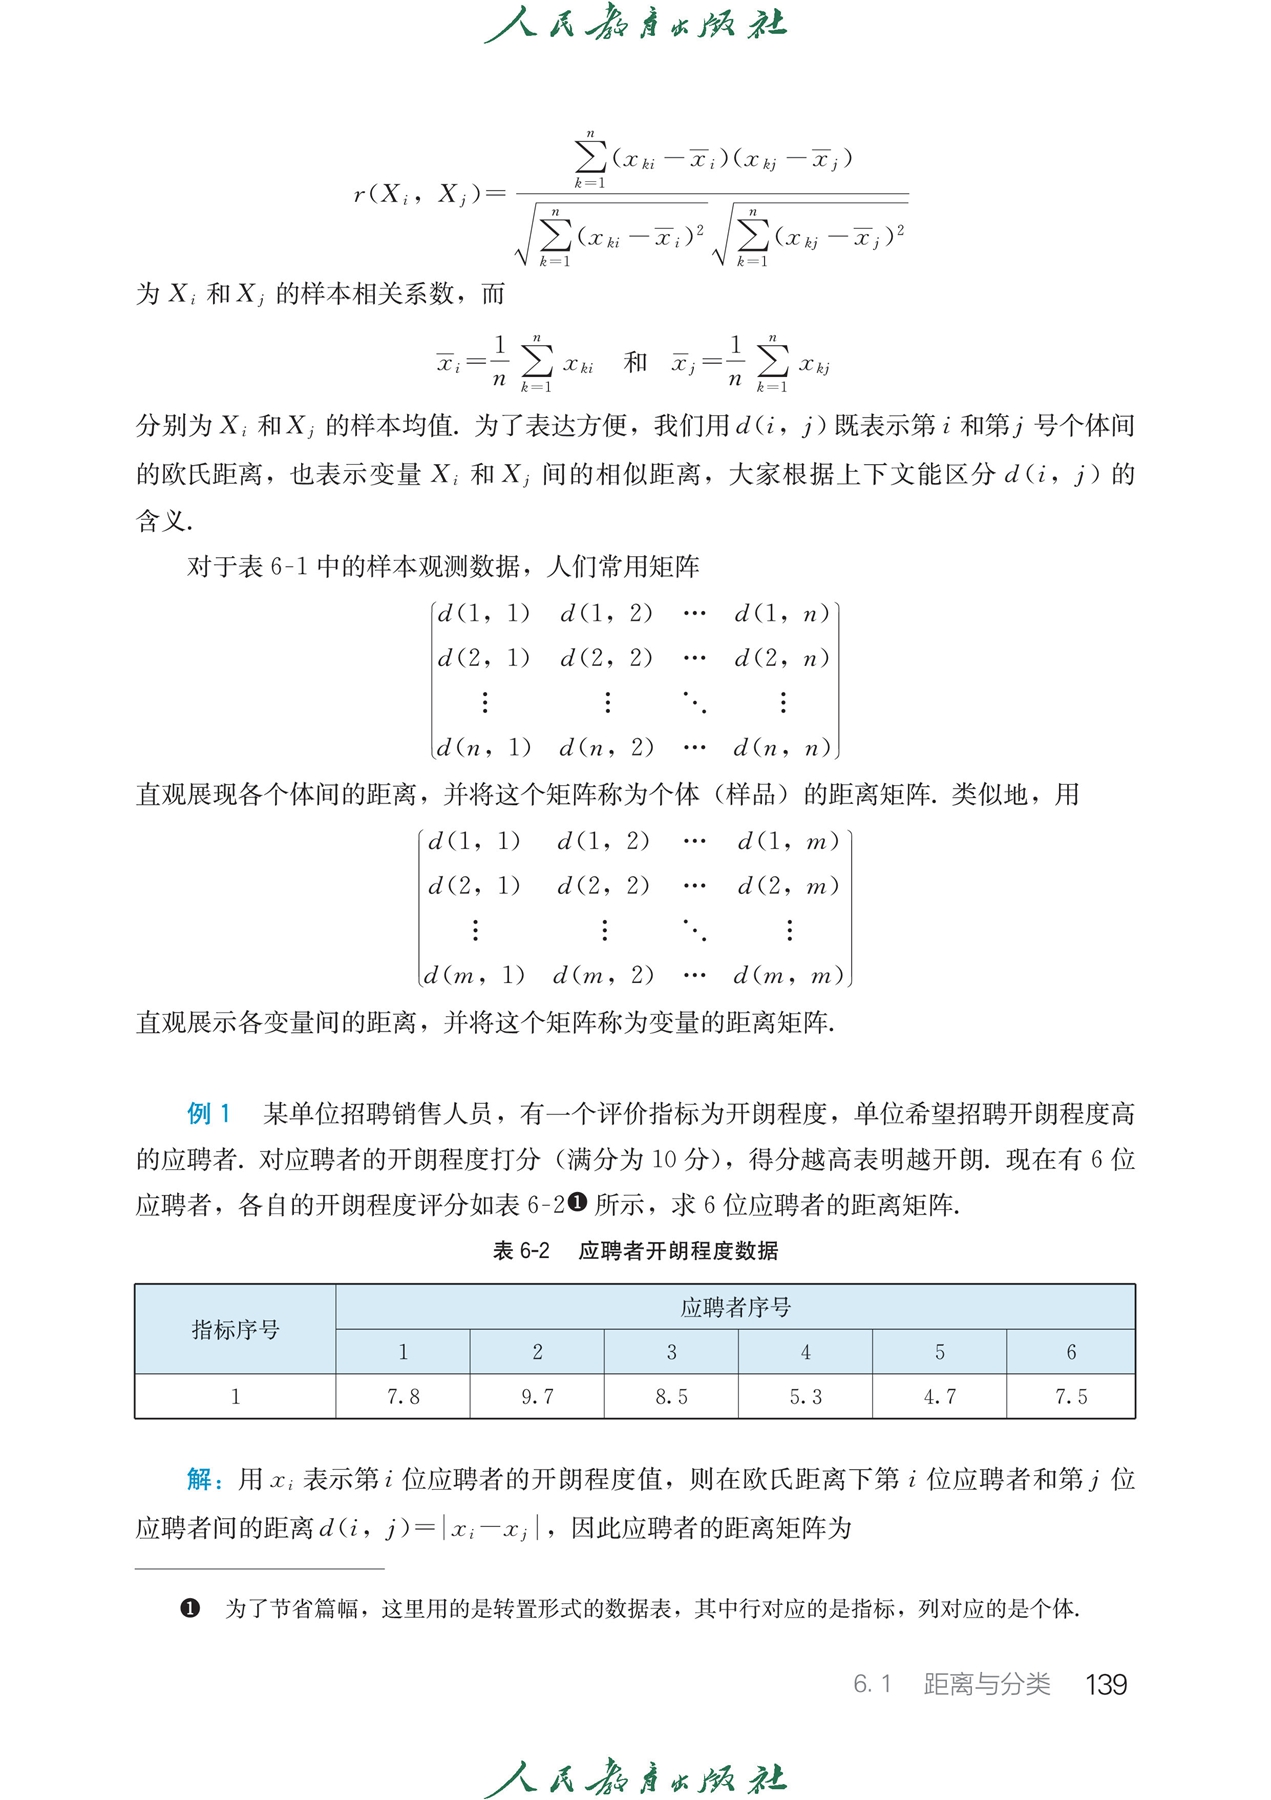 人民教育出版社
r(X_i, X_j)=\frac{\sum_{k=1}^{n}(x_{ki}-\overline{x}_i)(x_{kj}-\overline{x}_j)}{\sqrt{\sum_{k=1}^{n}(x_{ki}-\overline{x}_i)^2}\sqrt{\sum_{k=1}^{n}(x_{kj}-\overline{x}_j)^2}}
为 X_i 和 X_j 的样本相关系数，而
\overline{x}_i=\frac{1}{n}\sum_{k=1}^{n}x_{ki} 和 \overline{x}_j=\frac{1}{n}\sum_{k=1}^{n}x_{kj}
分别为 X_i 和 X_j 的样本均值. 为了表达方便，我们用 d(i, j) 既表示第 i 和第 j 号个体间
的欧氏距离，也表示变量 X_i 和 X_j 间的相似距离，大家根据上下文能区分 d(i, j) 的
含义.
对于表 6-1 中的样本观测数据，人们常用矩阵
d(1, 1) d(1, 2) ⋯ d(1, n)
d(2, 1) d(2, 2) ⋯ d(2, n)
⋮ ⋮ ⋱ ⋮
d(n, 1) d(n, 2) ⋯ d(n, n)
直观展现各个体间的距离，并将这个矩阵称为个体（样品）的距离矩阵. 类似地，用
d(1, 1) d(1, 2) ⋯ d(1, m)
d(2, 1) d(2, 2) ⋯ d(2, m)
⋮ ⋮ ⋱ ⋮
d(m, 1) d(m, 2) ⋯ d(m, m)
直观展示各变量间的距离，并将这个矩阵称为变量的距离矩阵.
例 1 某单位招聘销售人员，有一个评价指标为开朗程度，单位希望招聘开朗程度高
的应聘者. 对应聘者的开朗程度打分（满分为 10 分），得分越高表明越开朗. 现在有 6 位
应聘者，各自的开朗程度评分如表 6-2❶ 所示，求 6 位应聘者的距离矩阵.
表 6-2 应聘者开朗程度数据
指标序号 应聘者序号
1 2 3 4 5 6
1 7.8 9.7 8.5 5.3 4.7 7.5
解：用 x_i 表示第 i 位应聘者的开朗程度值，则在欧氏距离下第 i 位应聘者和第 j 位
应聘者间的距离 d(i, j)=|x_i-x_j|，因此应聘者的距离矩阵为
❶ 为了节省篇幅，这里用的是转置形式的数据表，其中行对应的是指标，列对应的是个体.
6.1 距离与分类 139
人民教育出版社